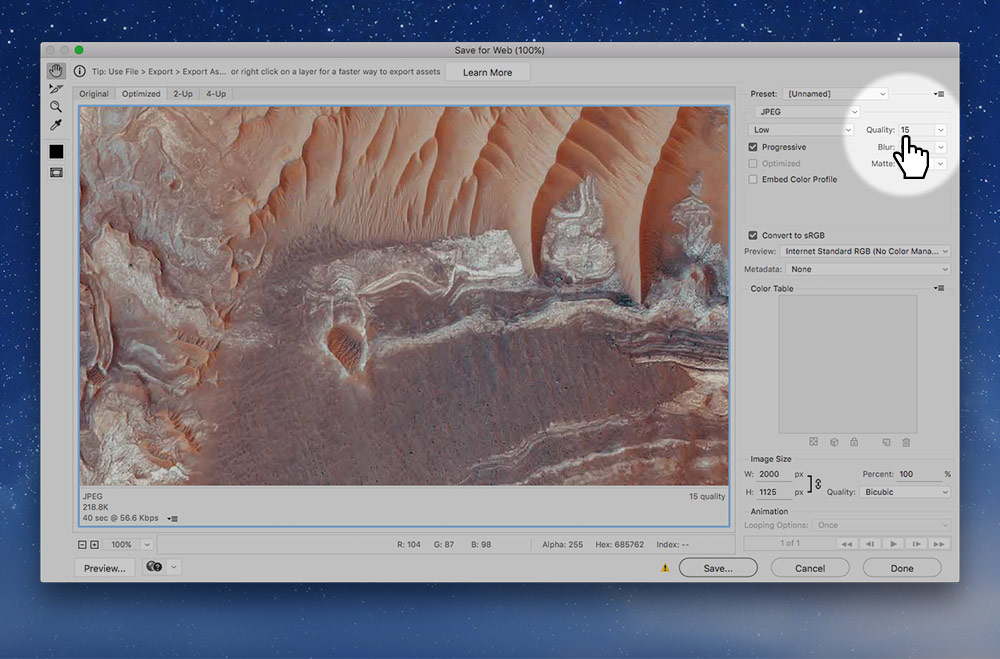 Save for Web (100%)
Tip: Use File > Export > Export As... or right click on a layer for a faster way to export assets
Learn More
Original Optimized 2-Up 4-Up
Preset: [Unnamed]
JPEG
Low Quality: 15
Progressive Blur:
Optimized Matte:
Embed Color Profile
Convert to sRGB
Preview: Internet Standard RGB (No Color Mana...
Metadata: None
Color Table
Image Size
W: 2000 px Percent: 100 %
H: 1125 px Quality: Bicubic
Animation
Looping Options: Once
1 of 1
JPEG 15 quality
218.8K
40 sec @ 56.6 Kbps
100% R: 104 G: 87 B: 98 Alpha: 255 Hex: 685762 Index: --
Preview... Save... Cancel Done